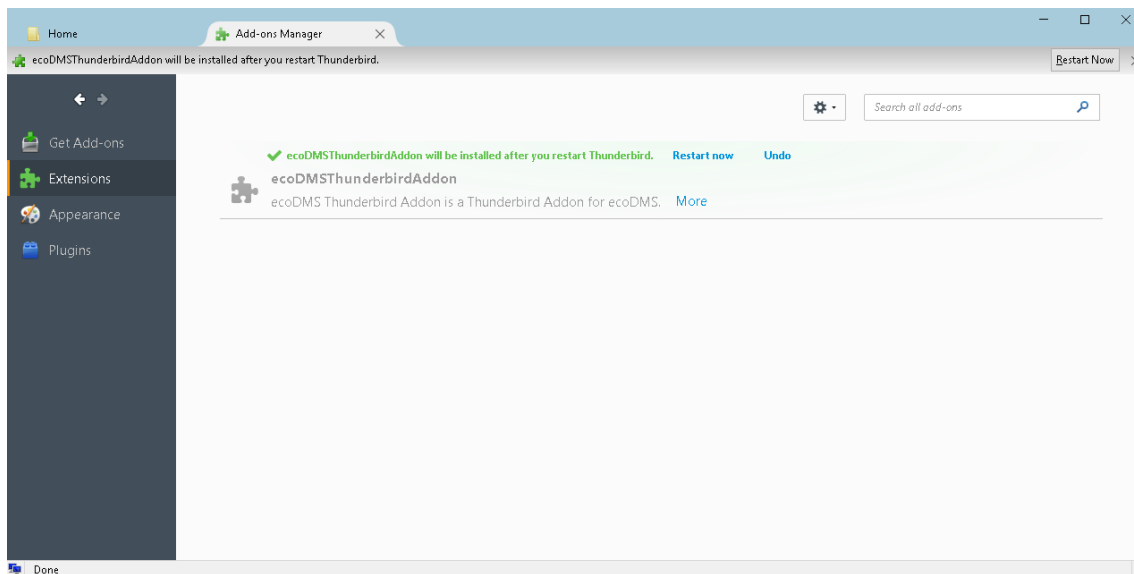 Home
Add-ons Manager
ecoDMSThunderbirdAddon will be installed after you restart Thunderbird.
Restart Now
Search all add-ons
Get Add-ons
Extensions
Appearance
Plugins
ecoDMSThunderbirdAddon will be installed after you restart Thunderbird. Restart now Undo
ecoDMSThunderbirdAddon
ecoDMS Thunderbird Addon is a Thunderbird Addon for ecoDMS. More
Done